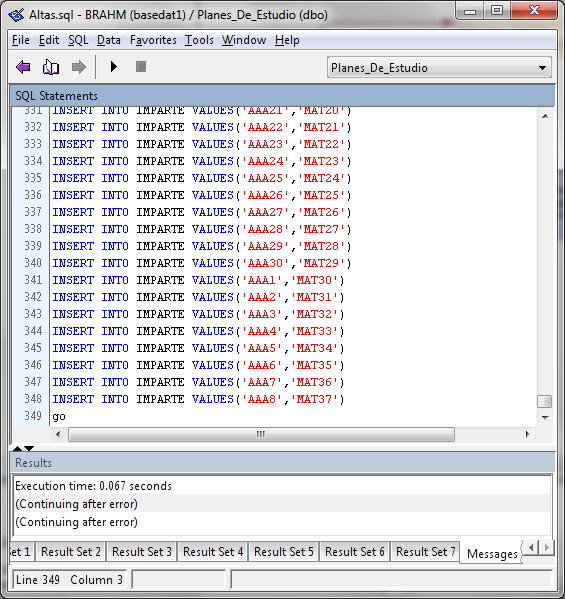 Altas.sql - BRAHM (basedat1) / Planes_De_Estudio (dbo)
File Edit SQL Data Favorites Tools Window Help
Planes_De_Estudio
SQL Statements
331 INSERT INTO IMPARTE VALUES('AAA21','MAT20')
332 INSERT INTO IMPARTE VALUES('AAA22','MAT21')
333 INSERT INTO IMPARTE VALUES('AAA23','MAT22')
334 INSERT INTO IMPARTE VALUES('AAA24','MAT23')
335 INSERT INTO IMPARTE VALUES('AAA25','MAT24')
336 INSERT INTO IMPARTE VALUES('AAA26','MAT25')
337 INSERT INTO IMPARTE VALUES('AAA27','MAT26')
338 INSERT INTO IMPARTE VALUES('AAA28','MAT27')
339 INSERT INTO IMPARTE VALUES('AAA29','MAT28')
340 INSERT INTO IMPARTE VALUES('AAA30','MAT29')
341 INSERT INTO IMPARTE VALUES('AAA1','MAT30')
342 INSERT INTO IMPARTE VALUES('AAA2','MAT31')
343 INSERT INTO IMPARTE VALUES('AAA3','MAT32')
344 INSERT INTO IMPARTE VALUES('AAA4','MAT33')
345 INSERT INTO IMPARTE VALUES('AAA5','MAT34')
346 INSERT INTO IMPARTE VALUES('AAA6','MAT35')
347 INSERT INTO IMPARTE VALUES('AAA7','MAT36')
348 INSERT INTO IMPARTE VALUES('AAA8','MAT37')
349 go
Results
Execution time: 0.067 seconds
(Continuing after error)
(Continuing after error)
Set 1 Result Set 2 Result Set 3 Result Set 4 Result Set 5 Result Set 6 Result Set 7 Messages
Line 349 Column 3